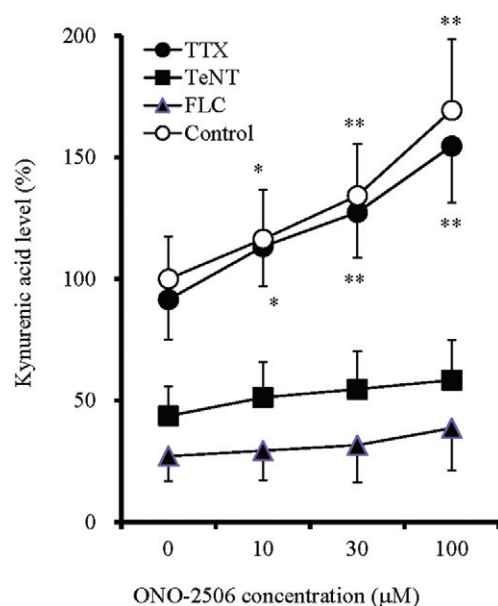 200
150
100
50
0
Kynurenic acid level (%)
TTX
TeNT
FLC
Control
**
**
*
**
**
*
0 10 30 100
ONO-2506 concentration (μM)